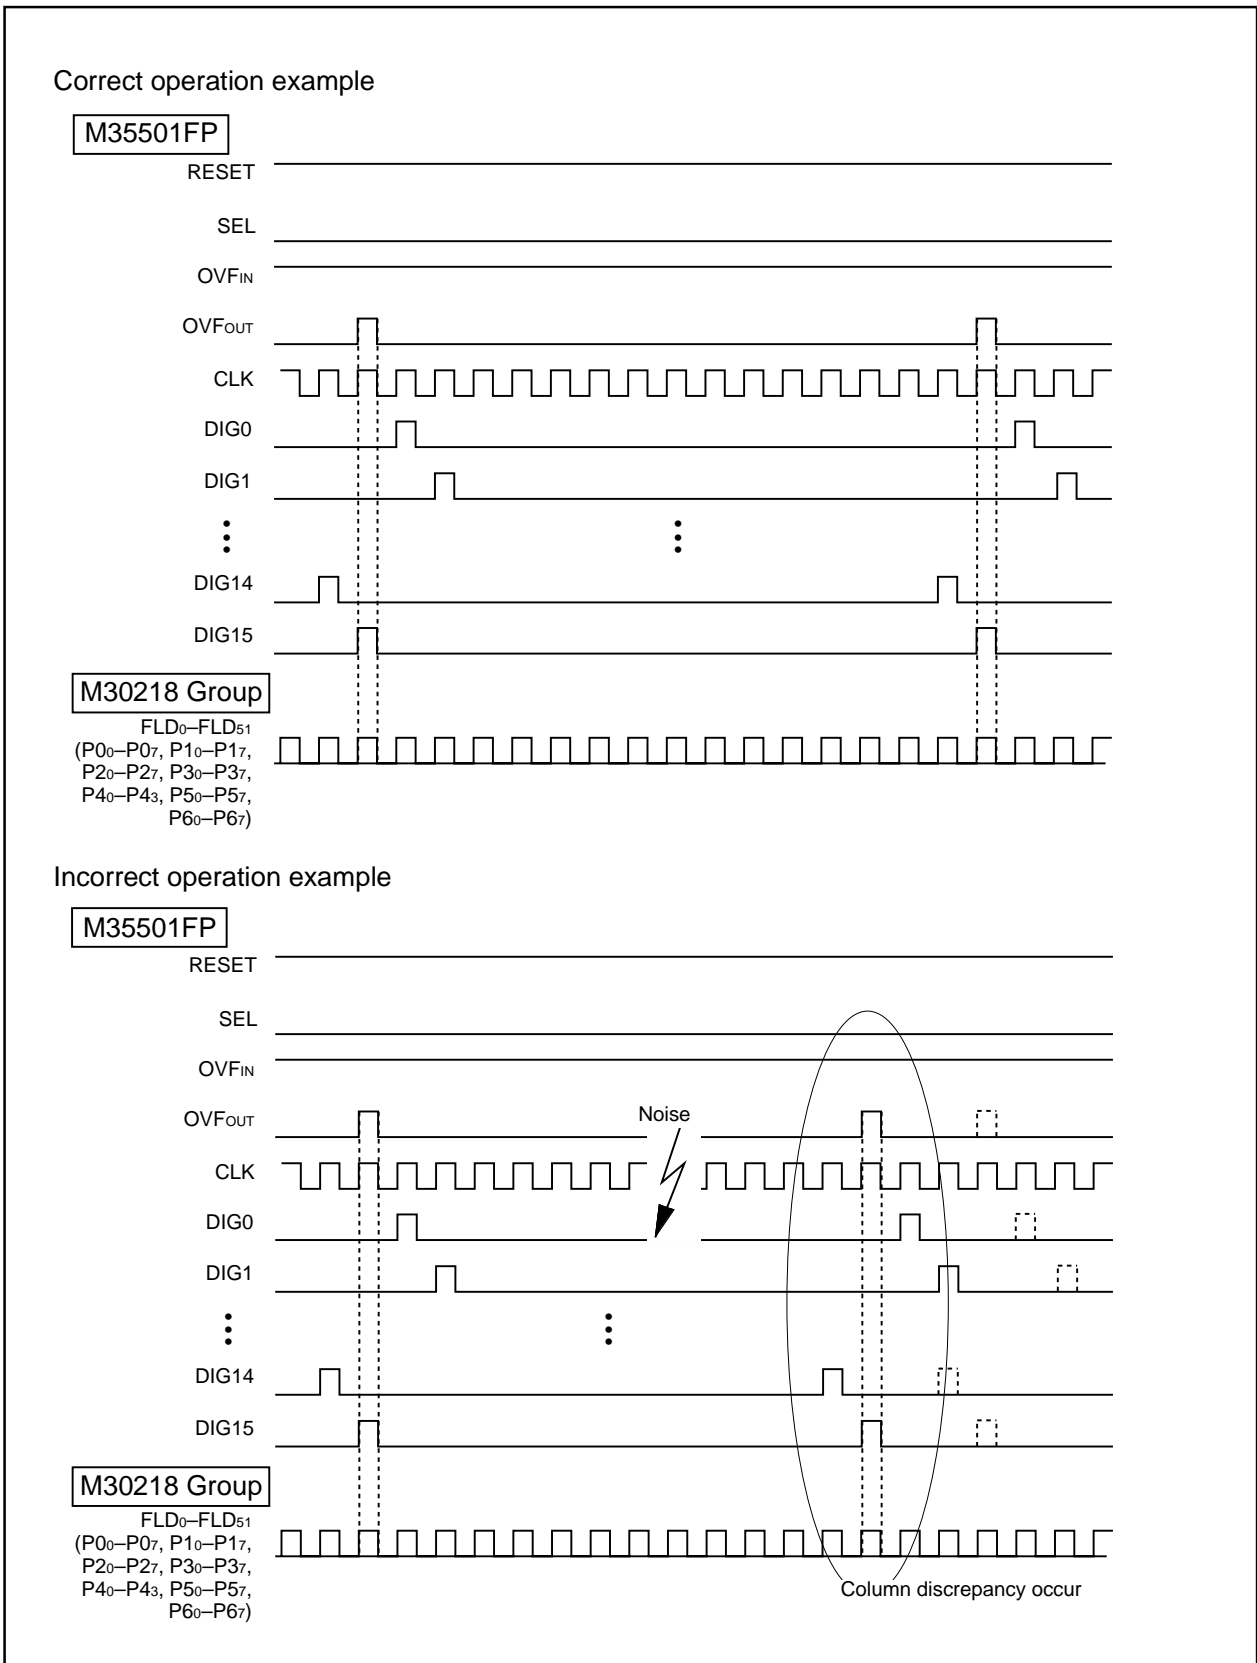 Correct operation example
M35501FP
RESET
SEL
OVFIN
OVFOUT
CLK
DIG0
DIG1
DIG14
DIG15
M30218 Group
FLD0–FLD51
(P00–P07, P10–P17,
P20–P27, P30–P37,
P40–P43, P50–P57,
P60–P67)
Incorrect operation example
M35501FP
RESET
SEL
OVFIN
OVFOUT
Noise
CLK
DIG0
DIG1
DIG14
DIG15
M30218 Group
FLD0–FLD51
(P00–P07, P10–P17,
P20–P27, P30–P37,
P40–P43, P50–P57,
P60–P67)
Column discrepancy occur